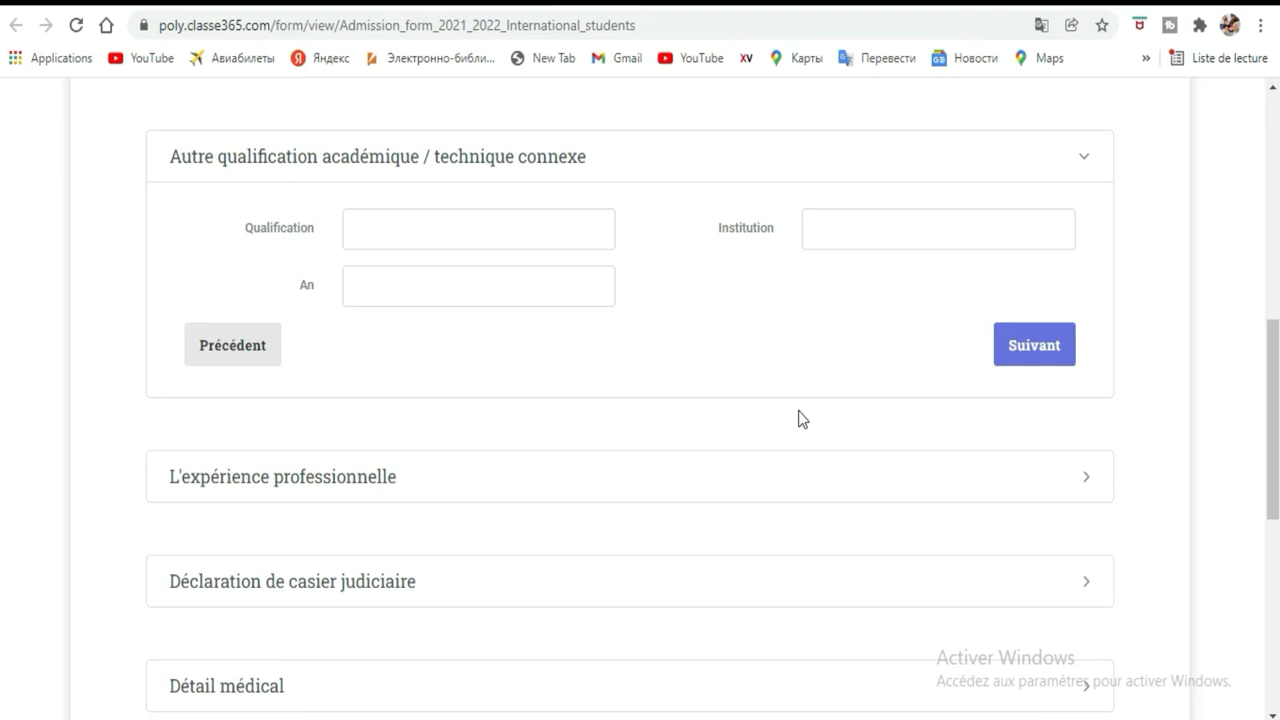 poly.classe365.com/form/view/Admission_form_2021_2022_International_students
Applications YouTube Авиабилеты Яндекс Электронно-библи... New Tab Gmail YouTube XV Карты Перевести Новости Maps » Liste de lecture
Autre qualification académique / technique connexe
Qualification Institution
An
Précédent Suivant
L'expérience professionnelle
Déclaration de casier judiciaire
Activer Windows
Accédez aux paramètres pour activer Windows.
Détail médical